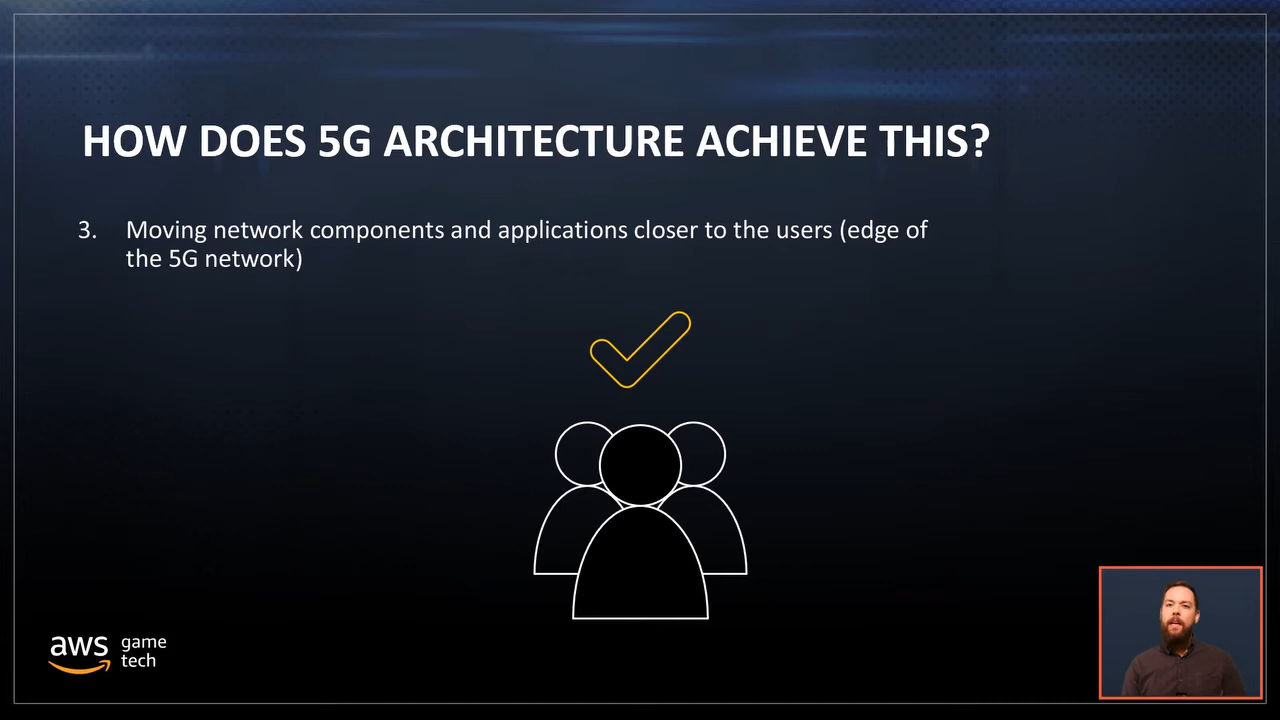 HOW DOES 5G ARCHITECTURE ACHIEVE THIS?
3. Moving network components and applications closer to the users (edge of
the 5G network)
aws game
tech